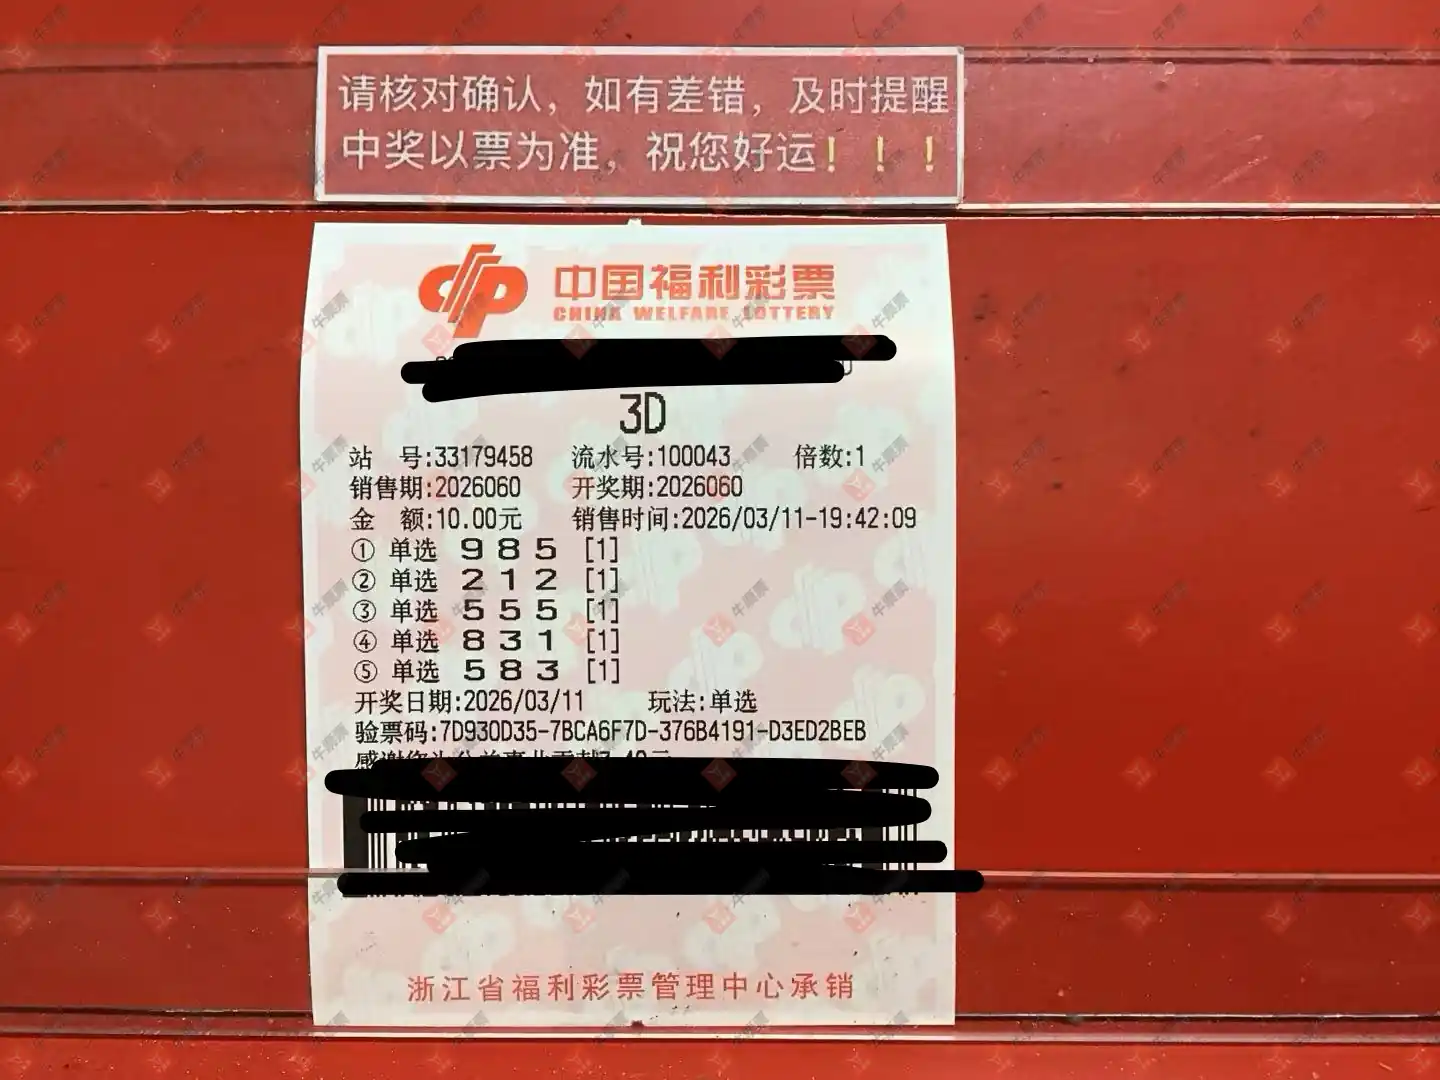 请核对确认，如有差错，及时提醒
中奖以票为准，祝您好运！！！
中国福利彩票
CHINA WELFARE LOTTERY
3D
站 号:33179458 流水号:100043 倍数:1
销售期:2026060 开奖期:2026060
金 额:10.00元 销售时间:2026/03/11-19:42:09
① 单选 9 8 5 [1]
② 单选 2 1 2 [1]
③ 单选 5 5 5 [1]
④ 单选 8 3 1 [1]
⑤ 单选 5 8 3 [1]
开奖日期:2026/03/11 玩法:单选
验票码:7D930D35-7BCA6F7D-376B4191-D3ED2BEB
浙江省福利彩票管理中心承销